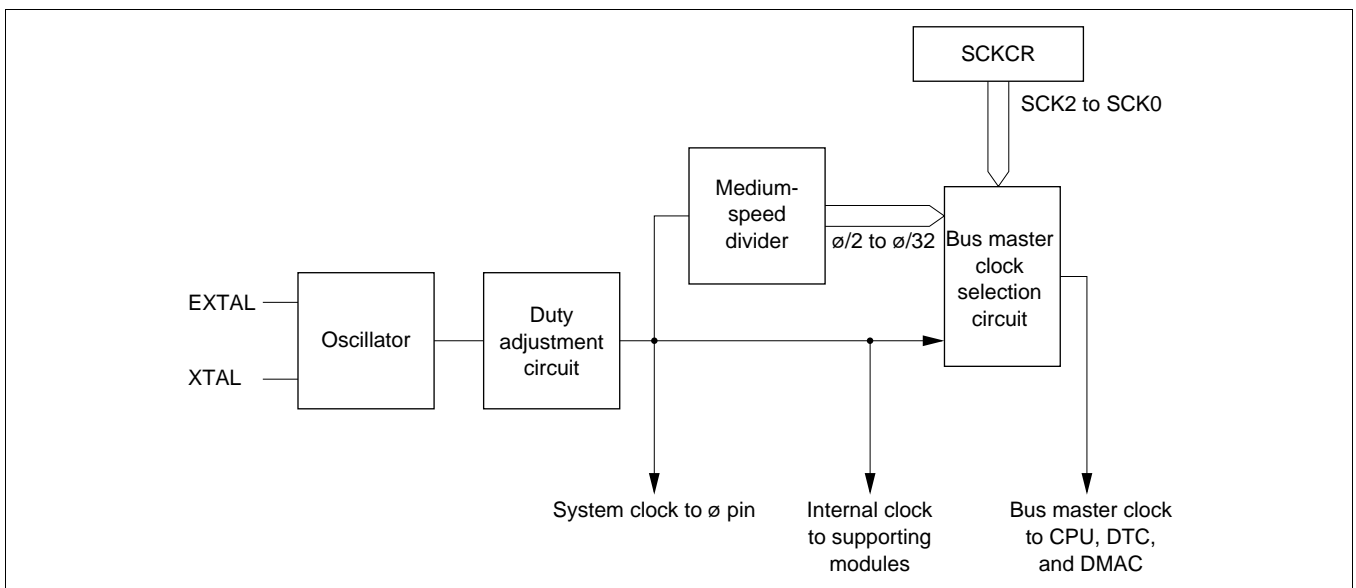 SCKCR
SCK2 to SCK0
Medium-
speed
divider
ø/2 to ø/32
Bus master
clock
selection
circuit
EXTAL
XTAL
Oscillator
Duty
adjustment
circuit
System clock to ø pin
Internal clock
to supporting
modules
Bus master clock
to CPU, DTC,
and DMAC